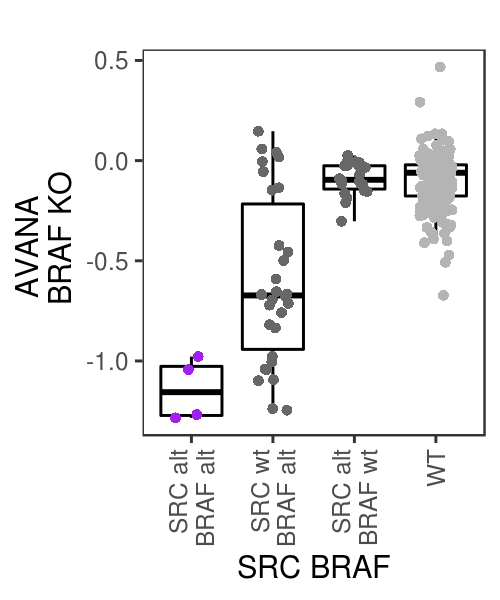 AVANA
BRAF KO
0.5
0.0
-0.5
-1.0
SRC alt
BRAF alt
SRC wt
BRAF alt
SRC alt
BRAF wt
WT
SRC BRAF